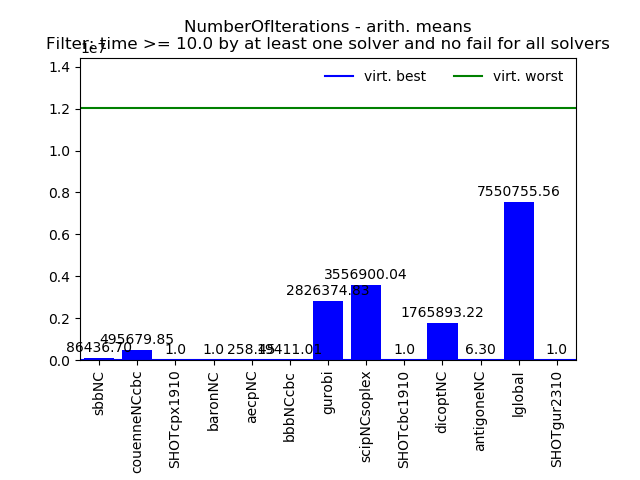 NumberOfIterations - arith. means
Filter: time >= 10.0 by at least one solver and no fail for all solvers
1e7
virt. best
virt. worst
1.4
1.2
1.0
0.8
0.6
0.4
0.2
0.0
86436.70
495679.85
1.0
1.0
2826374.83
3556900.04
1.0
1765893.22
6.30
7550755.56
1.0
sbbNC
couenneNCcbc
SHOTcpx1910
baronNC
aecpNC
bbbNCcbc
gurobi
scipNCsoplex
SHOTcbc1910
dicoptNC
antigoneNC
lglobal
SHOTgur2310